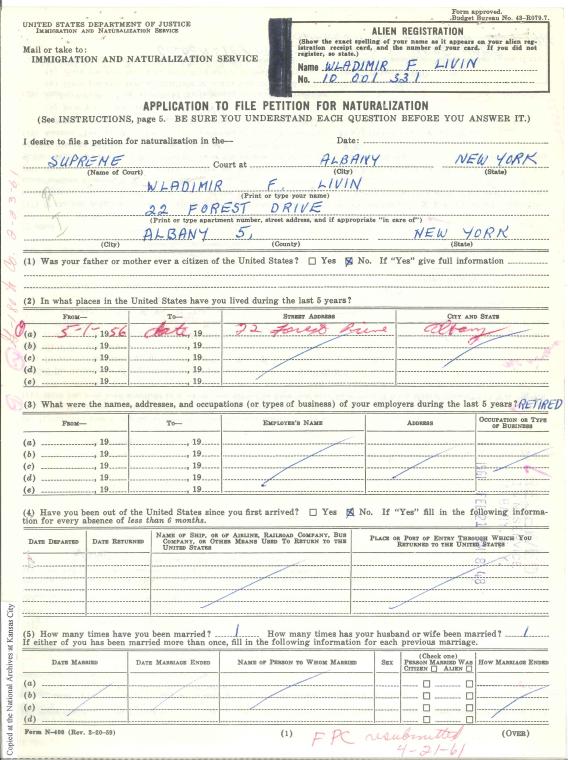 Form approved.
Budget Bureau No. 43-R079.7.
UNITED STATES DEPARTMENT OF JUSTICE
IMMIGRATION AND NATURALIZATION SERVICE
Mail or take to:
IMMIGRATION AND NATURALIZATION SERVICE
ALIEN REGISTRATION
(Show the exact spelling of your name as it appears on your alien reg-
istration receipt card, and the number of your card. If you did not
register, so state.)
Name WLADIMIR F LIVIN
No. 10 001 331
APPLICATION TO FILE PETITION FOR NATURALIZATION
(See INSTRUCTIONS, page 5. BE SURE YOU UNDERSTAND EACH QUESTION BEFORE YOU ANSWER IT.)
I desire to file a petition for naturalization in the— Date:
SUPREME Court at ALBANY NEW YORK
(Name of Court) (City) (State)
WLADIMIR F. LIVIN
(Print or type your name)
22 FOREST DRIVE
(Print or type apartment number, street address, and if appropriate "in care of")
ALBANY 5, NEW YORK
(City) (County) (State)
(1) Was your father or mother ever a citizen of the United States? Yes No. If "Yes" give full information
(2) In what places in the United States have you lived during the last 5 years?
FROM— TO— STREET ADDRESS CITY AND STATE
(a) 5-1-, 1956 date, 19 22 Forest Drive Albany
(b) , 19 , 19
(c) , 19 , 19
(d) , 19 , 19
(e) , 19 , 19
(3) What were the names, addresses, and occupations (or types of business) of your employers during the last 5 years? RETIRED
FROM— TO— EMPLOYER'S NAME ADDRESS OCCUPATION OR TYPE OF BUSINESS
(a) , 19 , 19
(b) , 19 , 19
(c) , 19 , 19
(d) , 19 , 19
(e) , 19 , 19
(4) Have you been out of the United States since you first arrived? Yes No. If "Yes" fill in the following informa-
tion for every absence of less than 6 months.
DATE DEPARTED DATE RETURNED NAME OF SHIP, OR OF AIRLINE, RAILROAD COMPANY, BUS COMPANY, OR OTHER MEANS USED TO RETURN TO THE UNITED STATES PLACE OR PORT OF ENTRY THROUGH WHICH YOU RETURNED TO THE UNITED STATES
(5) How many times have you been married? 1 How many times has your husband or wife been married? 1
If either of you has been married more than once, fill in the following information for each previous marriage.
DATE MARRIED DATE MARRIAGE ENDED NAME OF PERSON TO WHOM MARRIED SEX (Check one) PERSON MARRIED WAS CITIZEN ALIEN HOW MARRIAGE ENDED
(a)
(b)
(c)
(d)
Form N-400 (Rev. 3-20-59) (1) (OVER)
FPC resubmitted
4-21-61
Copied at the National Archives at Kansas City